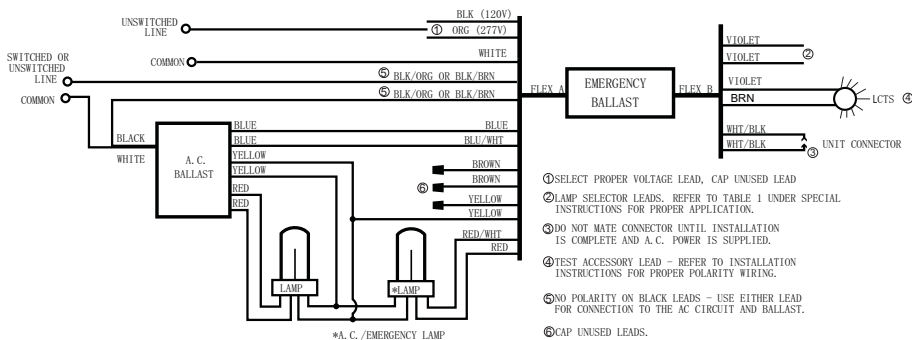 UNSWITCHED
LINE
BLK (120V)
① ORG (277V)
COMMON
WHITE
SWITCHED OR
UNSWITCHED
LINE
⑤ BLK/ORG OR BLK/BRN
COMMON
⑤ BLK/ORG OR BLK/BRN
FLEX A
EMERGENCY
BALLAST
FLEX B
VIOLET
VIOLET
②
VIOLET
BRN
LCTS ④
WHT/BLK
WHT/BLK
UNIT CONNECTOR
③
BLACK
WHITE
A.C.
BALLAST
BLUE
BLUE
YELLOW
YELLOW
RED
RED
BLUE
BLU/WHT
BROWN
BROWN
⑥
YELLOW
YELLOW
RED/WHT
RED
LAMP
*LAMP
*A.C./EMERGENCY LAMP
①SELECT PROPER VOLTAGE LEAD, CAP UNUSED LEAD
②LAMP SELECTOR LEADS. REFER TO TABLE 1 UNDER SPECIAL
INSTRUCTIONS FOR PROPER APPLICATION.
③DO NOT MATE CONNECTOR UNTIL INSTALLATION
IS COMPLETE AND A.C. POWER IS SUPPLIED.
④TEST ACCESSORY LEAD - REFER TO INSTALLATION
INSTRUCTIONS FOR PROPER POLARITY WIRING.
⑤NO POLARITY ON BLACK LEADS - USE EITHER LEAD
FOR CONNECTION TO THE AC CIRCUIT AND BALLAST.
⑥CAP UNUSED LEADS.